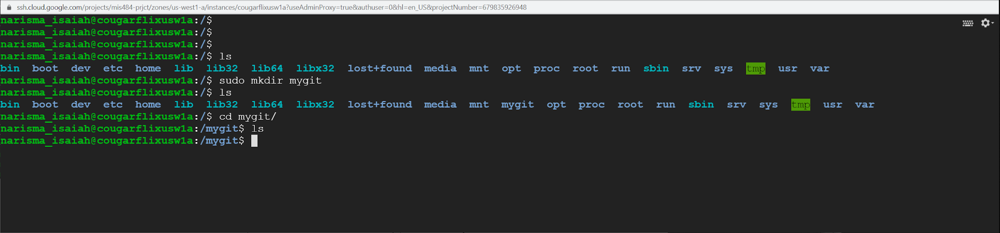 ssh.cloud.google.com/projects/mis484-prjct/zones/us-west1-a/instances/cougarflixusw1a?useAdminProxy=true&authuser=0&hl=en_US&projectNumber=679835926948
narisma_isaiah@cougarflixusw1a:/$
narisma_isaiah@cougarflixusw1a:/$
narisma_isaiah@cougarflixusw1a:/$
narisma_isaiah@cougarflixusw1a:/$ ls
bin  boot  dev  etc  home  lib  lib32  lib64  libx32  lost+found  media  mnt  opt  proc  root  run  sbin  srv  sys  tmp  usr  var
narisma_isaiah@cougarflixusw1a:/$ sudo mkdir mygit
narisma_isaiah@cougarflixusw1a:/$ ls
bin  boot  dev  etc  home  lib  lib32  lib64  libx32  lost+found  media  mnt  mygit  opt  proc  root  run  sbin  srv  sys  tmp  usr  var
narisma_isaiah@cougarflixusw1a:/$ cd mygit/
narisma_isaiah@cougarflixusw1a:/mygit$ ls
narisma_isaiah@cougarflixusw1a:/mygit$